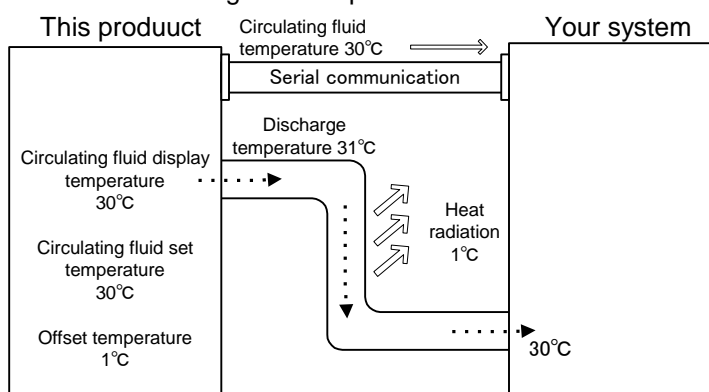 This produuct
Circulating fluid
temperature 30℃
Your system
Serial communication
Discharge
temperature 31℃
Circulating fluid display
temperature
30℃
Heat
radiation
1℃
Circulating fluid set
temperature
30℃
Offset temperature
1℃
30℃